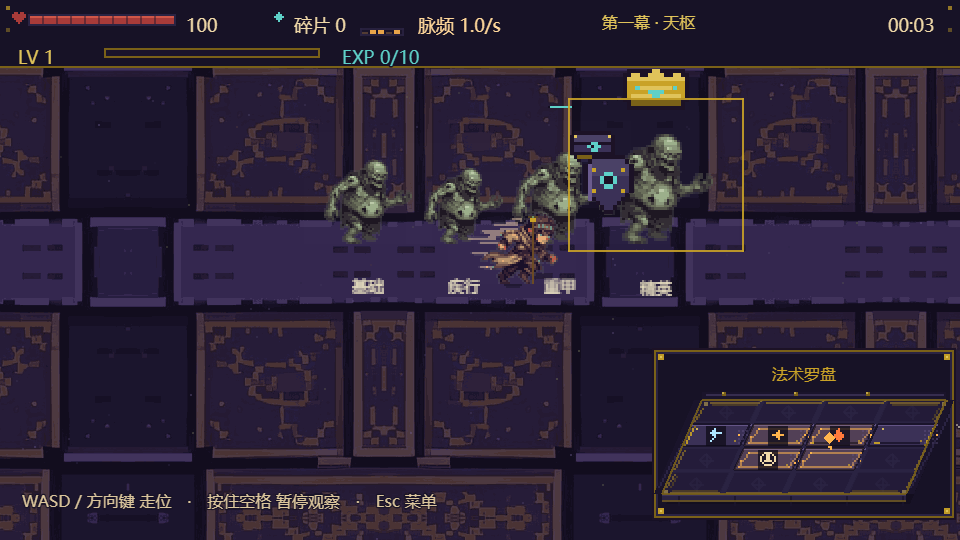 100
碎片 0
脉频 1.0/s
第一幕 · 天枢
00:03
LV 1
EXP 0/10
基础
疾行
重甲
精英
法术罗盘
WASD / 方向键 走位 · 按住空格 暂停观察 · Esc 菜单